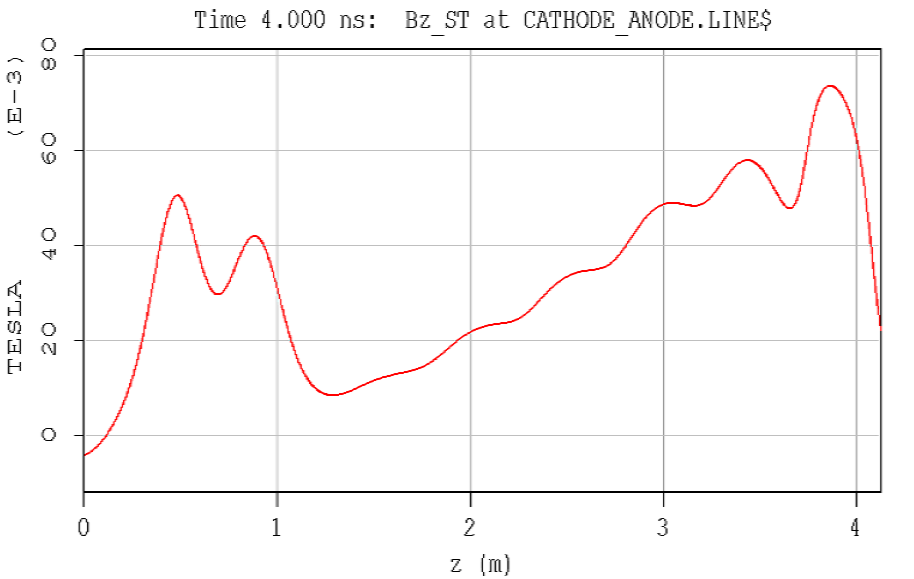 Time 4.000 ns: Bz_ST at CATHODE_ANODE.LINE$
TESLA (E-3)
80
60
40
20
0
0 1 2 3 4
z (m)